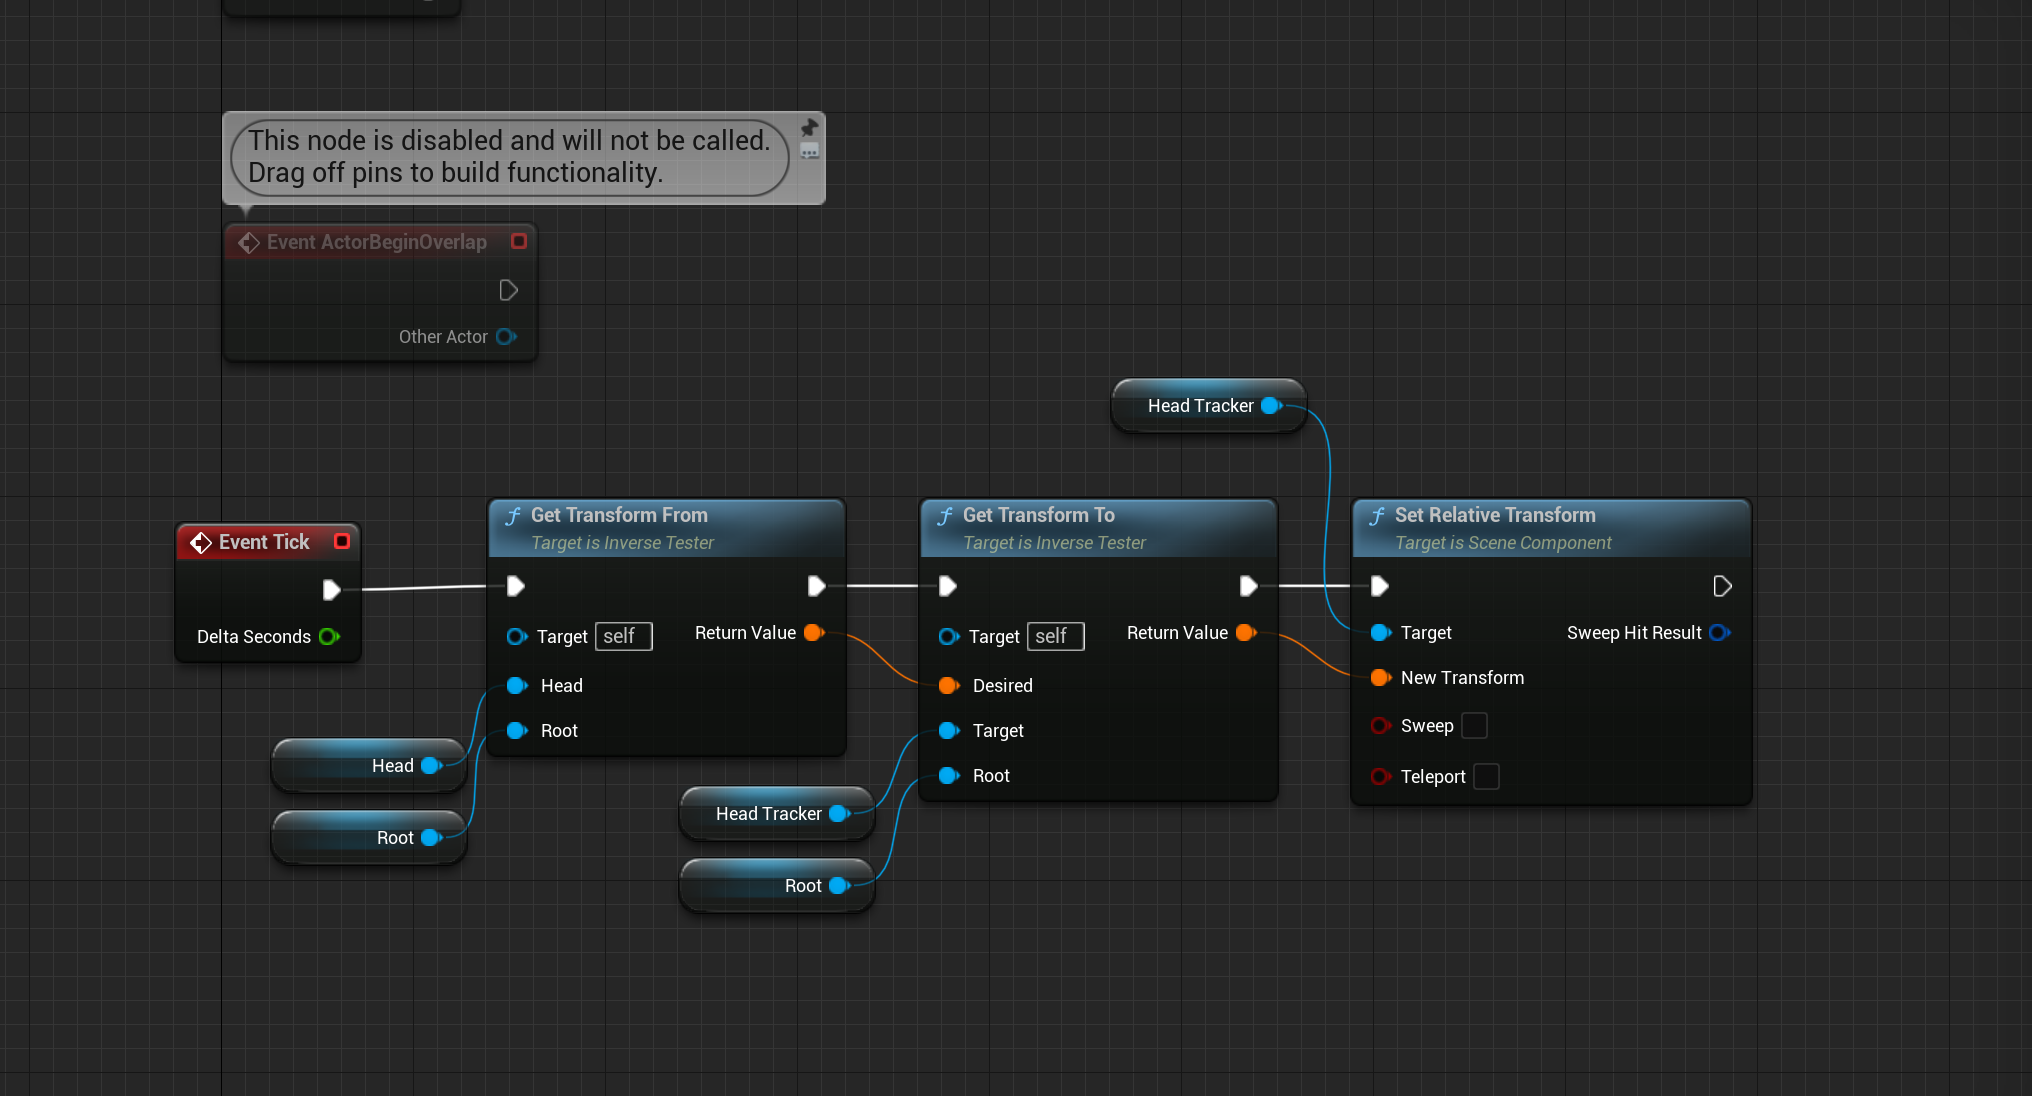 This node is disabled and will not be called.
Drag off pins to build functionality.
Event ActorBeginOverlap
Other Actor
Head Tracker
Event Tick
Delta Seconds
Get Transform From
Target is Inverse Tester
Target self
Return Value
Head
Root
Head
Root
Get Transform To
Target is Inverse Tester
Target self
Return Value
Desired
Target
Root
Head Tracker
Root
Set Relative Transform
Target is Scene Component
Target
Sweep Hit Result
New Transform
Sweep
Teleport